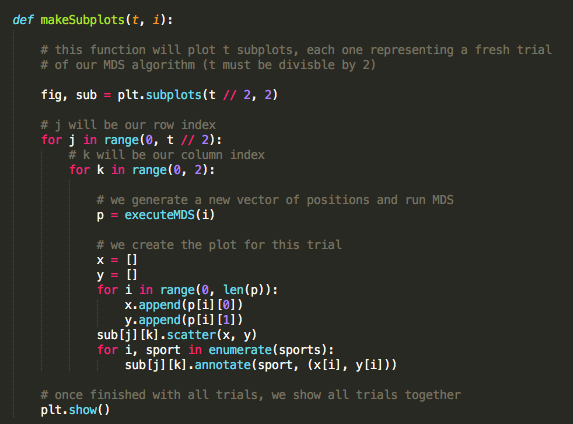 def makeSubplots(t, i):
# this function will plot t subplots, each one representing a fresh trial
# of our MDS algorithm (t must be divisble by 2)
fig, sub = plt.subplots(t // 2, 2)
# j will be our row index
for j in range(0, t // 2):
# k will be our column index
for k in range(0, 2):
# we generate a new vector of positions and run MDS
p = executeMDS(i)
# we create the plot for this trial
x = []
y = []
for i in range(0, len(p)):
x.append(p[i][0])
y.append(p[i][1])
sub[j][k].scatter(x, y)
for i, sport in enumerate(sports):
sub[j][k].annotate(sport, (x[i], y[i]))
# once finished with all trials, we show all trials together
plt.show()